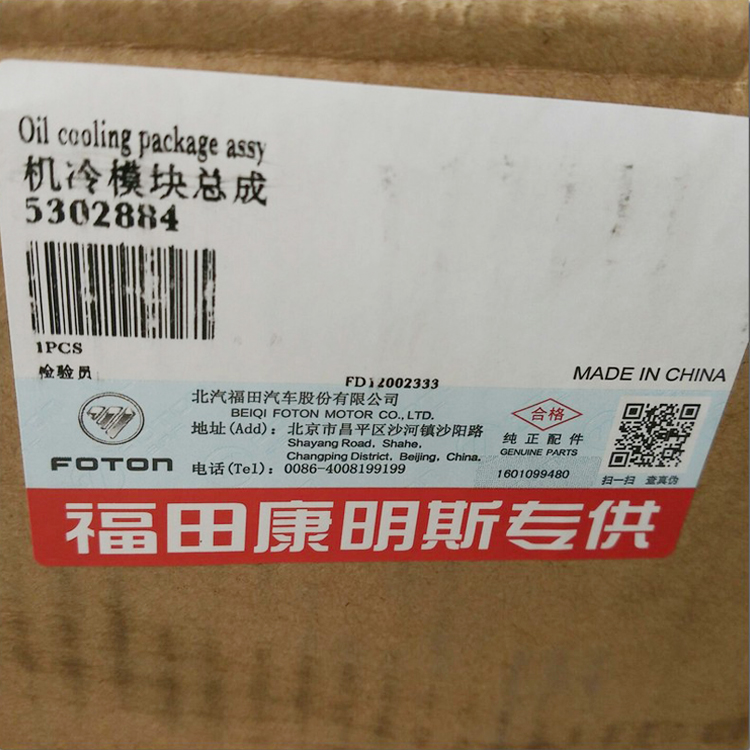 Oil cooling package assy
机冷模块总成
5302884
1PCS
检验员
FD12002333
MADE IN CHINA
北汽福田汽车股份有限公司
BEIQI FOTON MOTOR CO.,LTD.
地址(Add)：北京市昌平区沙河镇沙阳路
Shayang Road, Shahe,
Changping District, Beijing, China.
电话(Tel)：0086-4008199199
FOTON
合格
纯正配件
GENUINE PARTS
1601099480
扫一扫 查真伪
福田康明斯专供